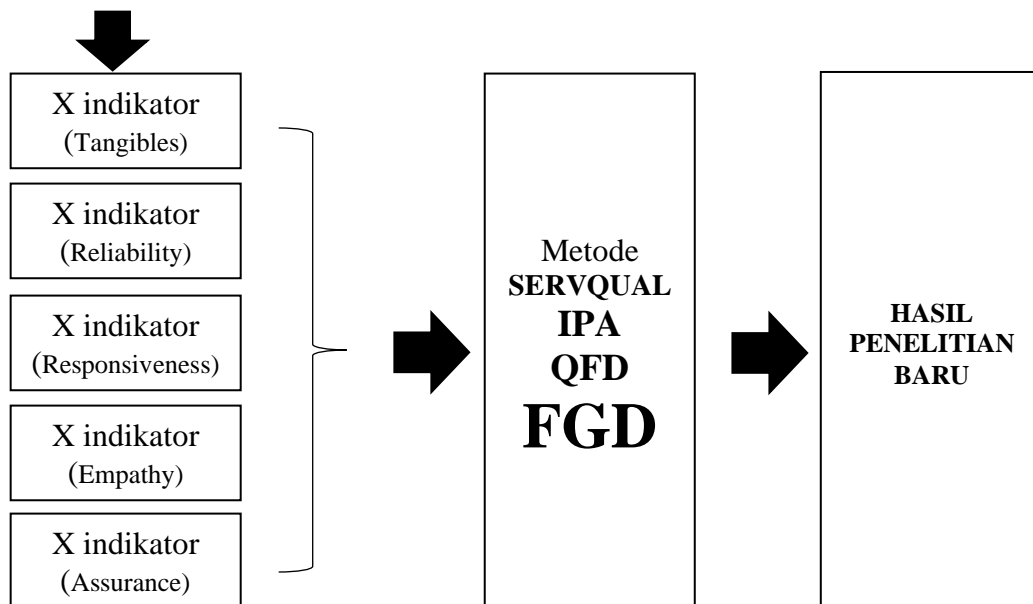 X indikator
(Tangibles)
X indikator
(Reliability)
X indikator
(Responsiveness)
X indikator
(Empathy)
X indikator
(Assurance)
Metode
SERVQUAL
IPA
QFD
FGD
HASIL
PENELITIAN
BARU